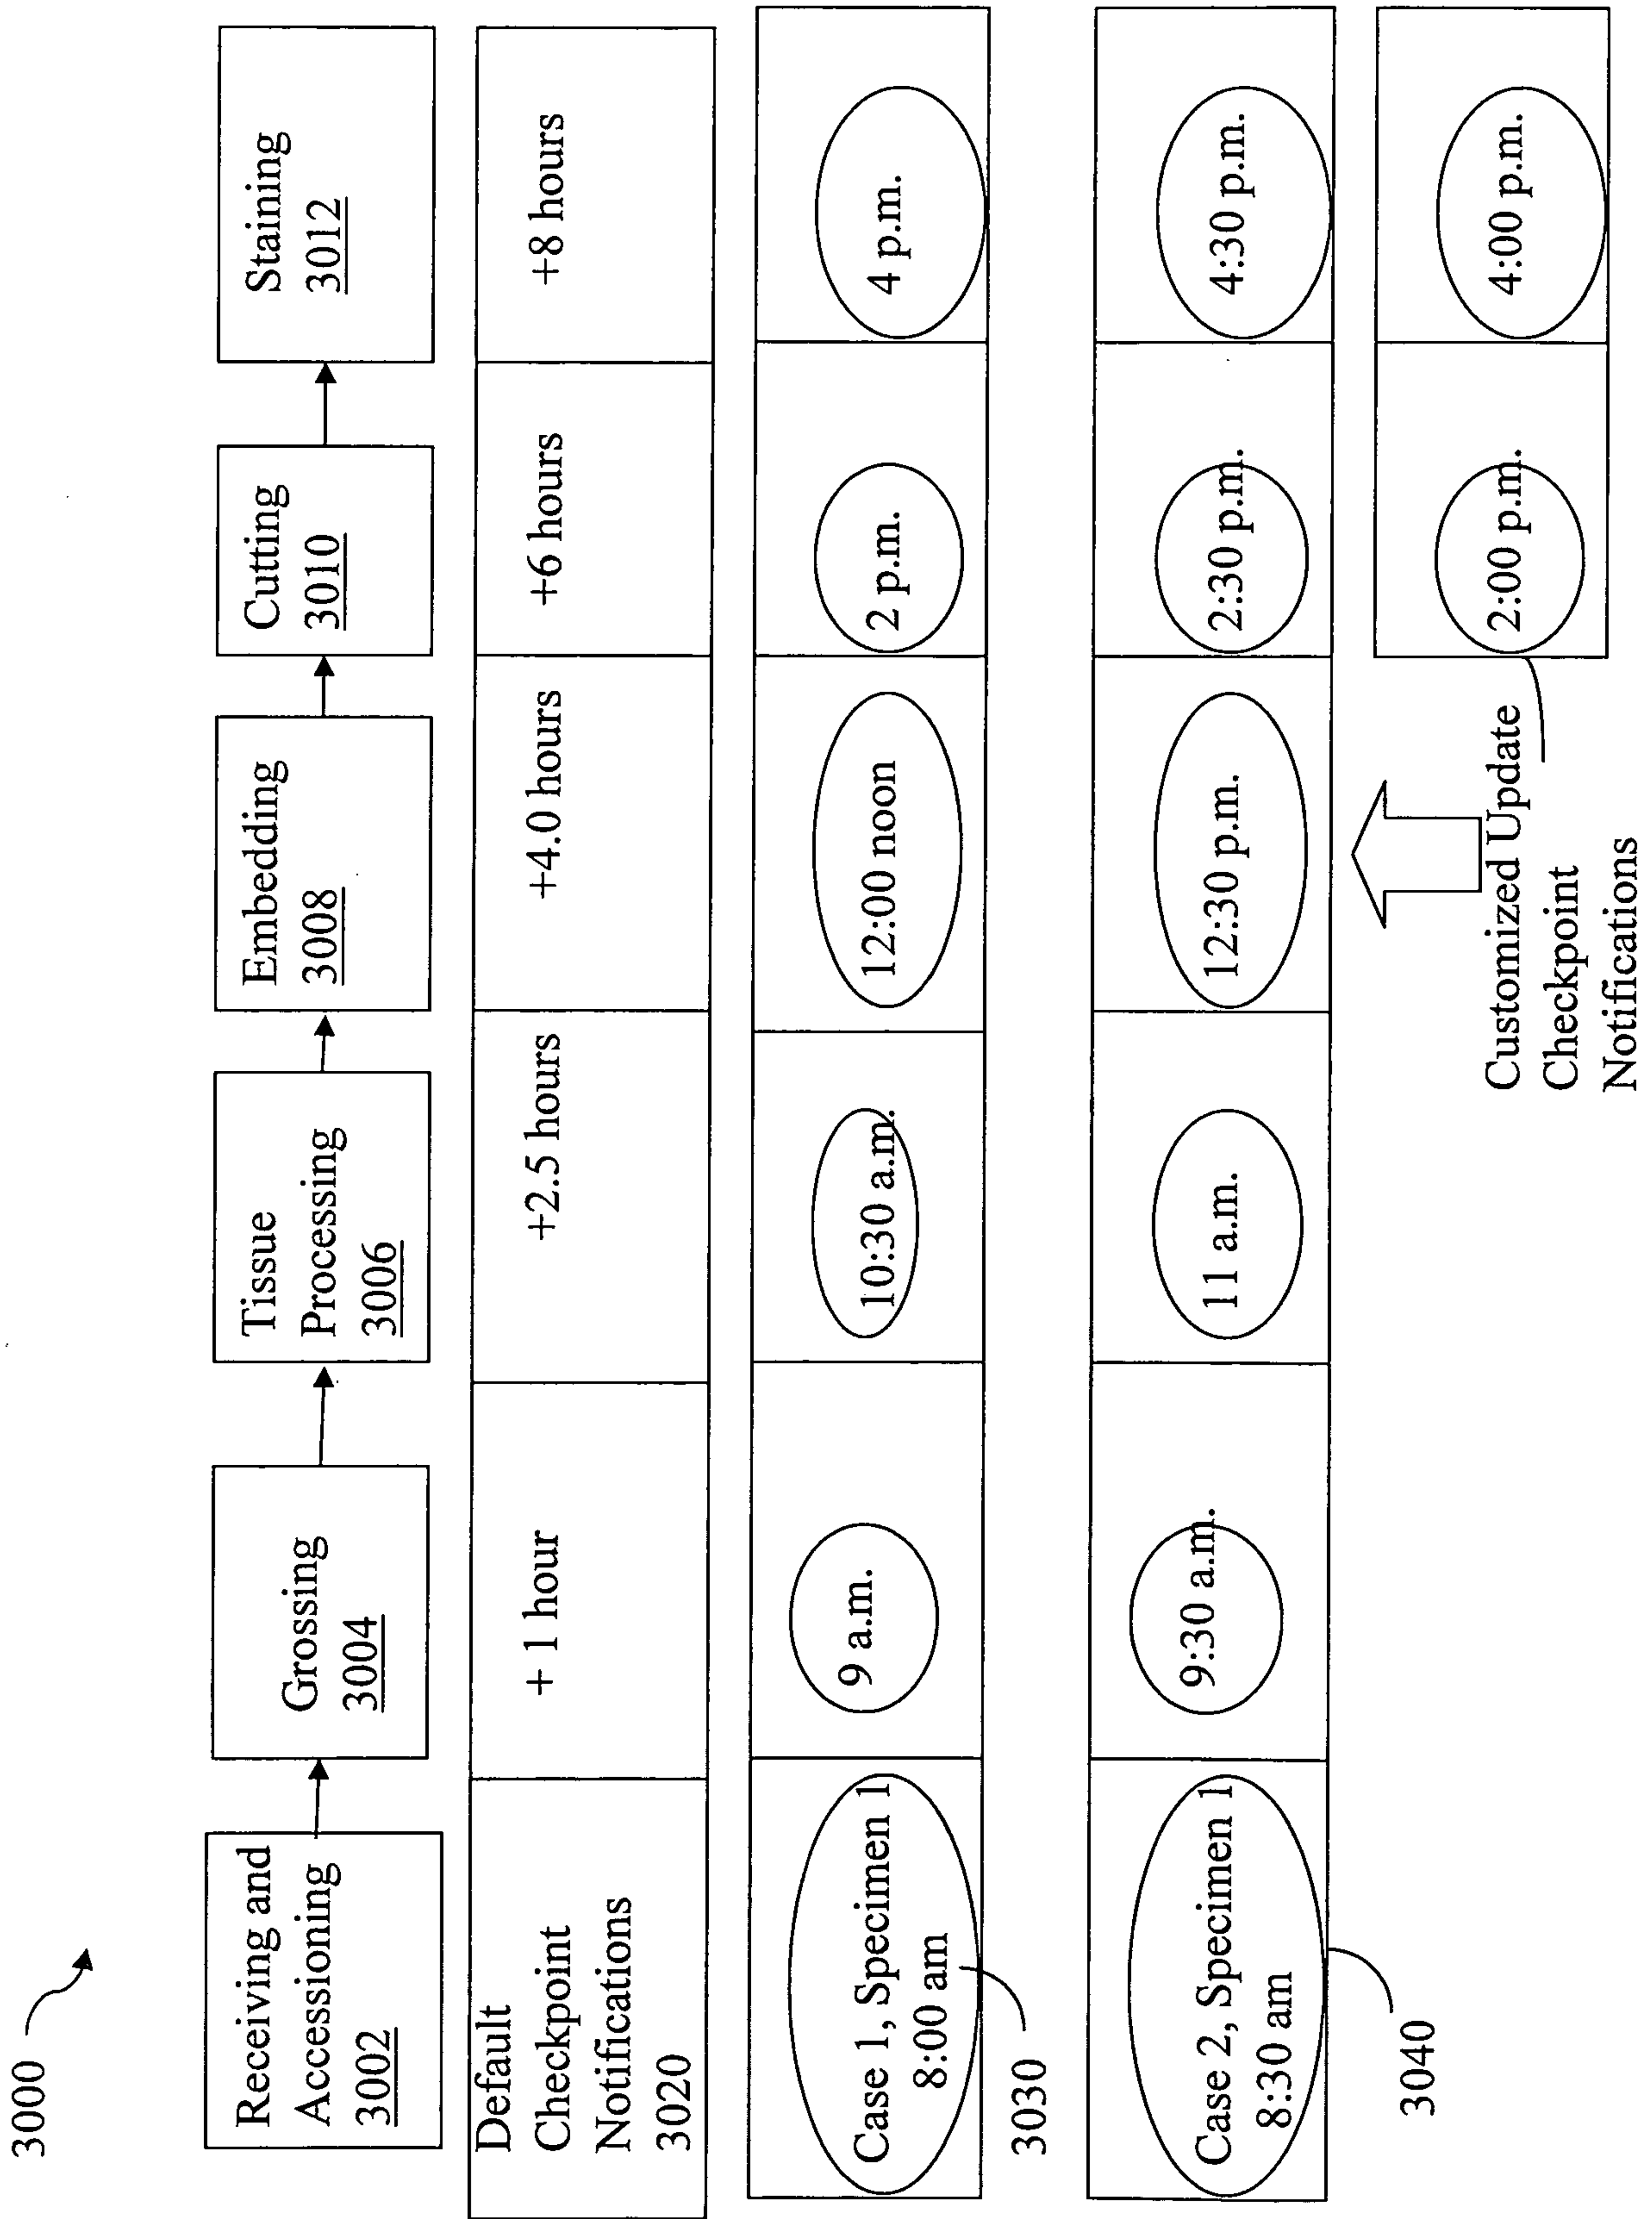 3000
Receiving and
Accessioning
3002
Grossing
3004
Tissue
Processing
3006
Embedding
3008
Cutting
3010
Staining
3012
Default
Checkpoint
Notifications
3020
+ 1 hour
+2.5 hours
+4.0 hours
+6 hours
+8 hours
Case 1, Specimen 1
8:00 am
9 a.m.
10:30 a.m.
12:00 noon
2 p.m.
4 p.m.
3030
Case 2, Specimen 1
8:30 am
9:30 a.m.
11 a.m.
12:30 p.m.
2:30 p.m.
4:30 p.m.
3040
Customized Update
Checkpoint
Notifications
2:00 p.m.
4:00 p.m.